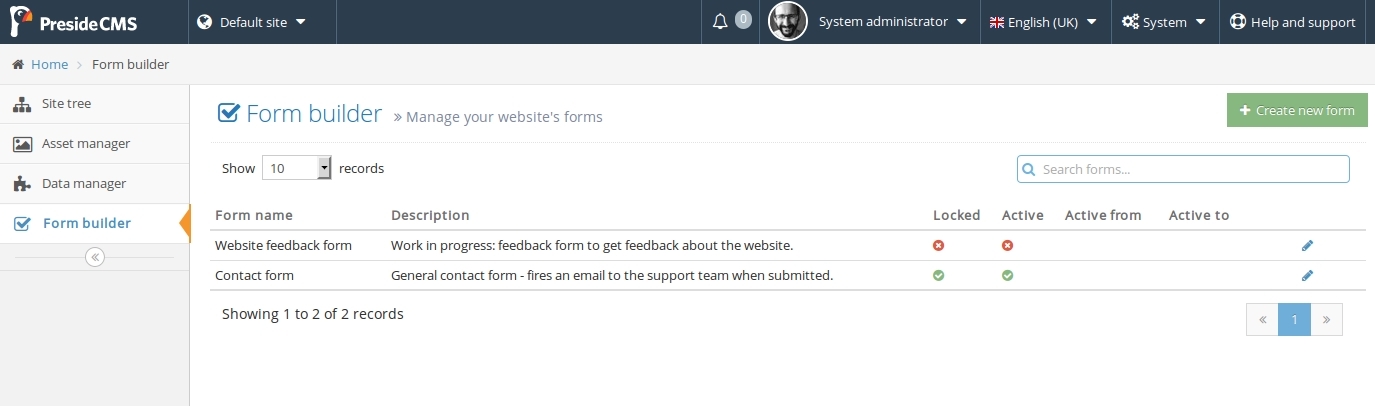 PresideCMS Default site 0 System administrator English (UK) System Help and support
Home Form builder
Site tree
Asset manager
Data manager
Form builder
Form builder » Manage your website's forms
+ Create new form
Show 10 records Search forms...
Form name Description Locked Active Active from Active to
Website feedback form Work in progress: feedback form to get feedback about the website.
Contact form General contact form - fires an email to the support team when submitted.
Showing 1 to 2 of 2 records
« 1 »